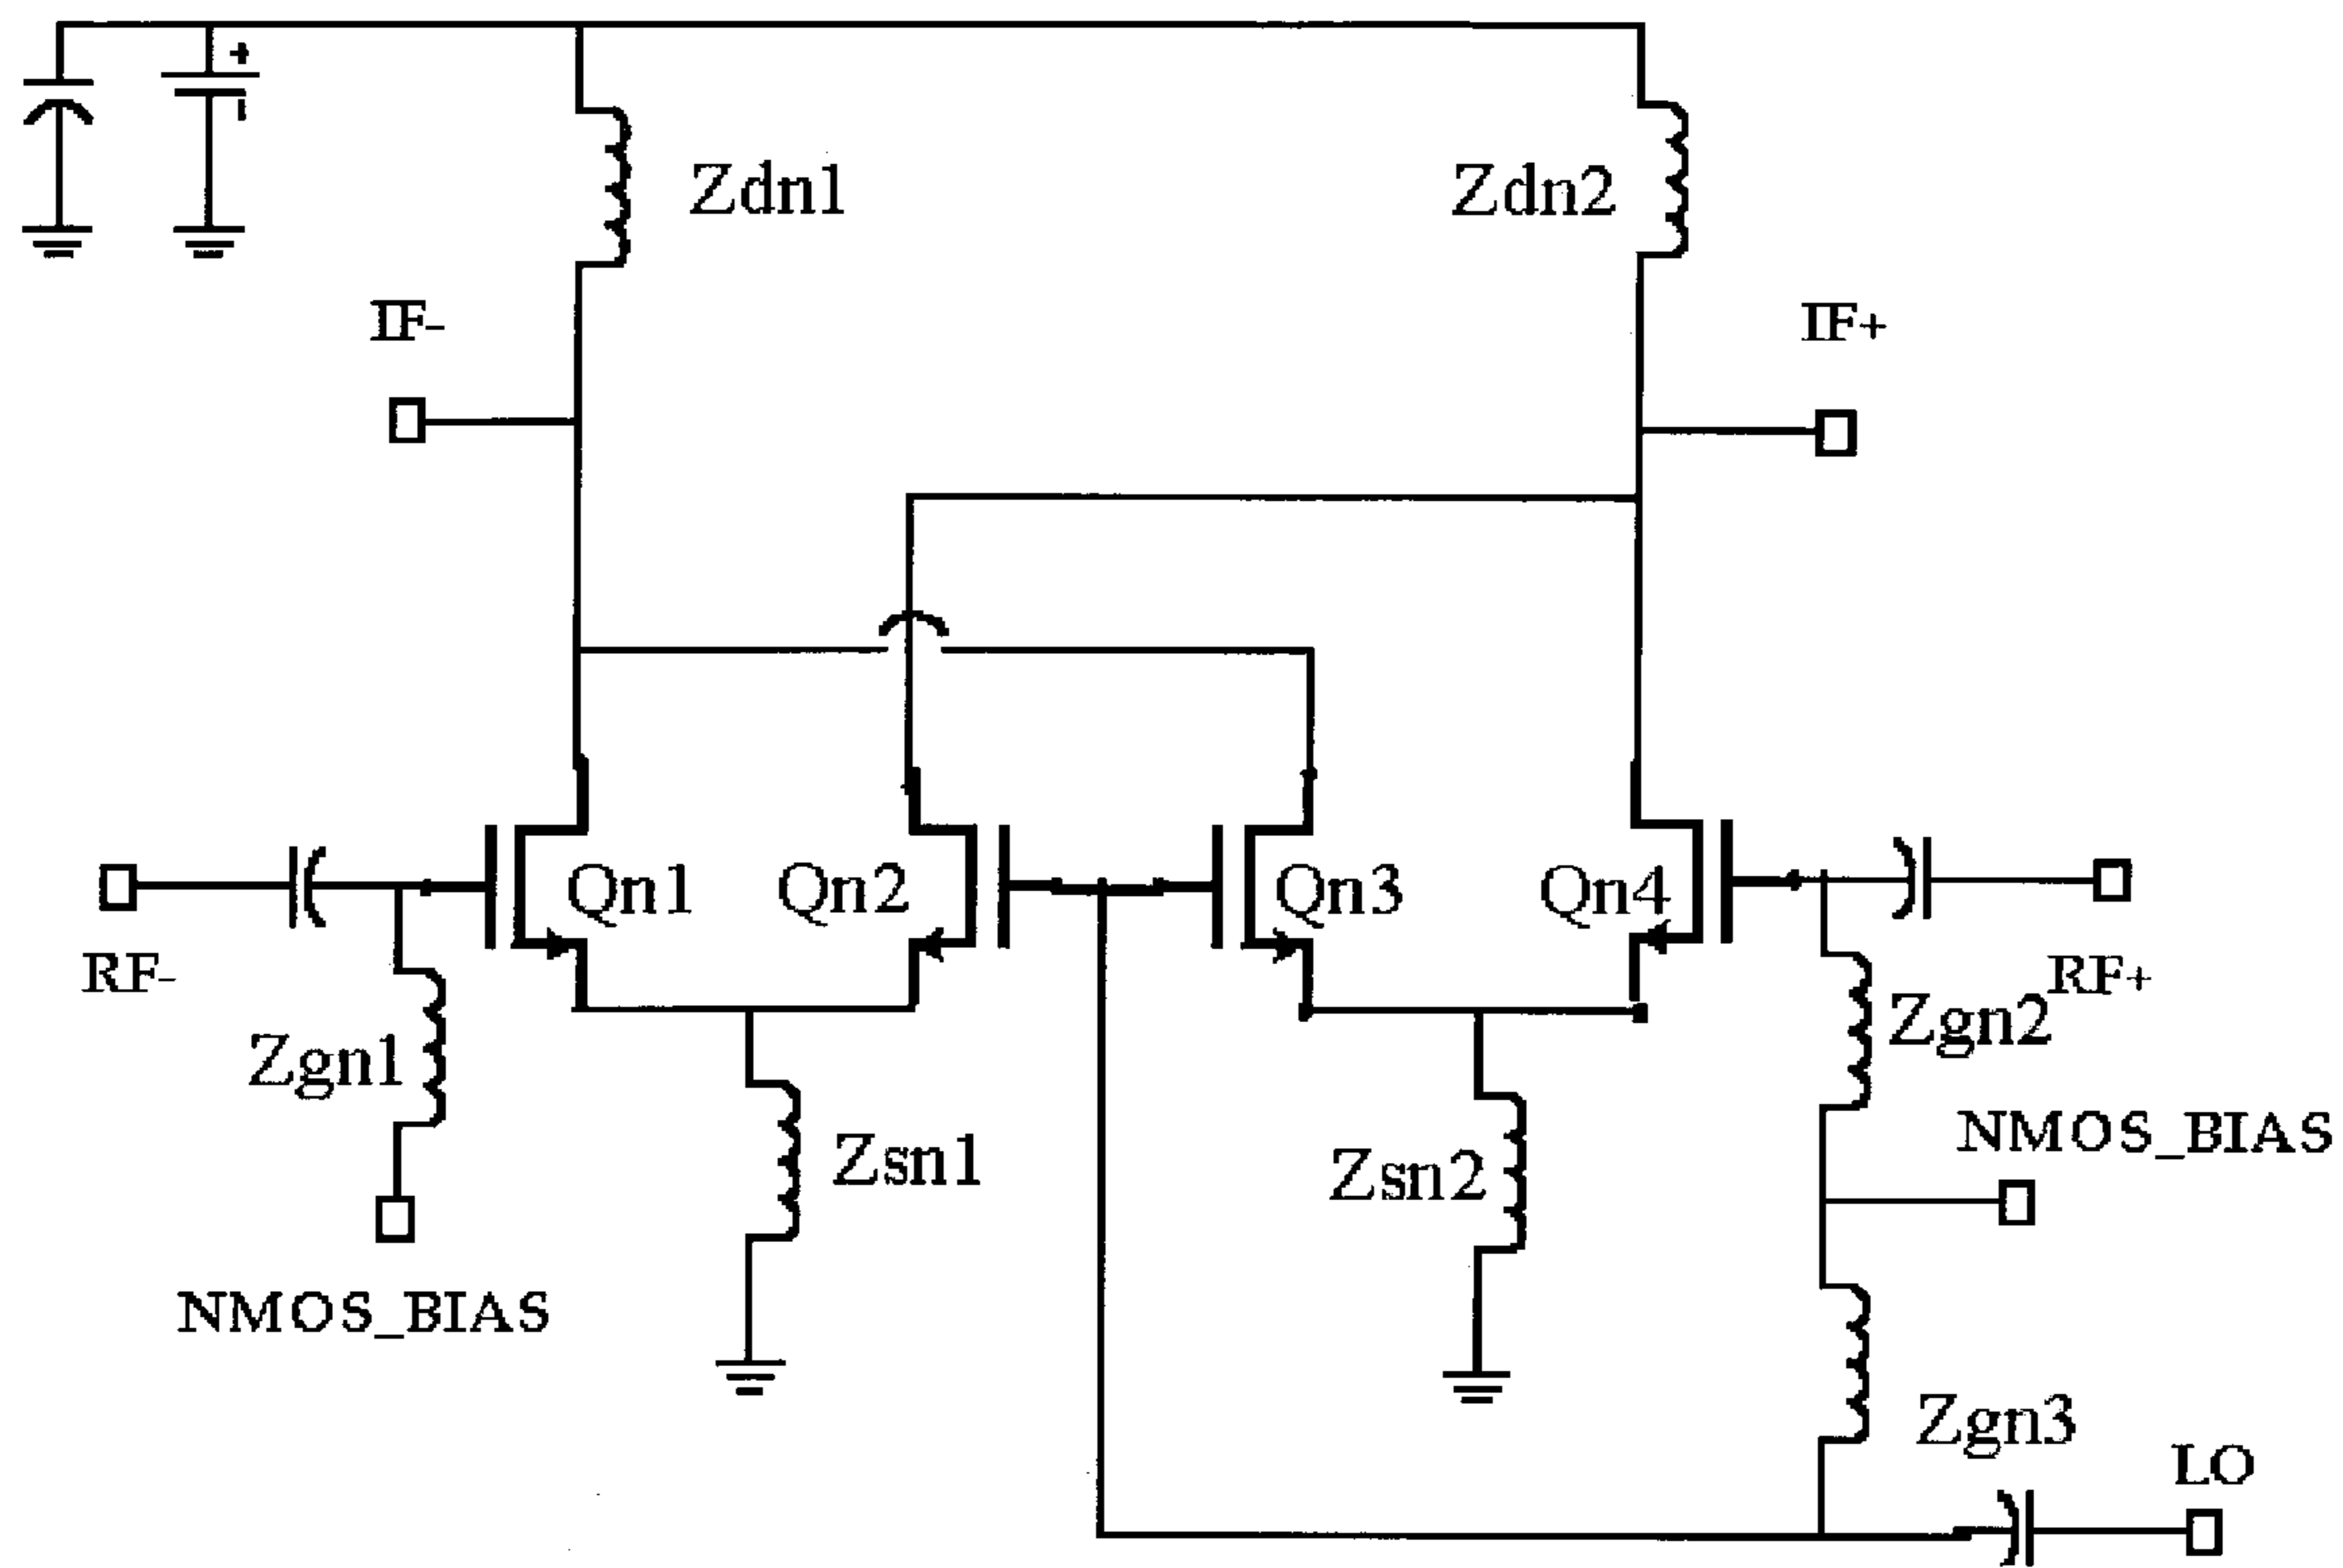 +
-
Zdn1
Zdn2
IF-
IF+
Qn1
Qn2
Qn3
Qn4
RF-
RF+
Zgn1
Zgn2
NMOS_BIAS
Zsn1
Zsn2
NMOS_BIAS
Zgn3
LO